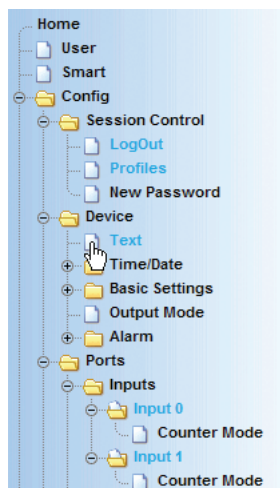 Home
User
Smart
Config
Session Control
LogOut
Profiles
New Password
Device
Text
Time/Date
Basic Settings
Output Mode
Alarm
Ports
Inputs
Input 0
Counter Mode
Input 1
Counter Mode